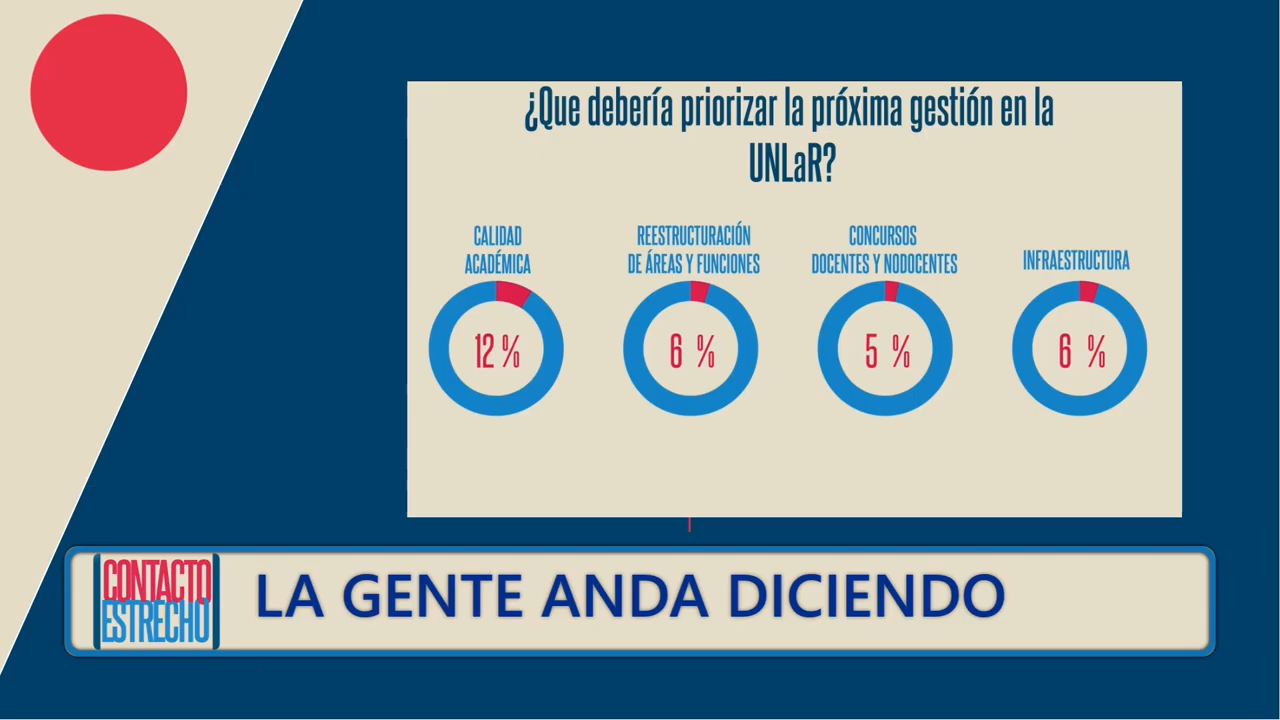 ¿Que debería priorizar la próxima gestión en la
UNLaR?
CALIDAD
ACADÉMICA
12 %
REESTRUCTURACIÓN
DE ÁREAS Y FUNCIONES
6 %
CONCURSOS
DOCENTES Y NODOCENTES
5 %
INFRAESTRUCTURA
6 %
CONTACTO
ESTRECHO
LA GENTE ANDA DICIENDO